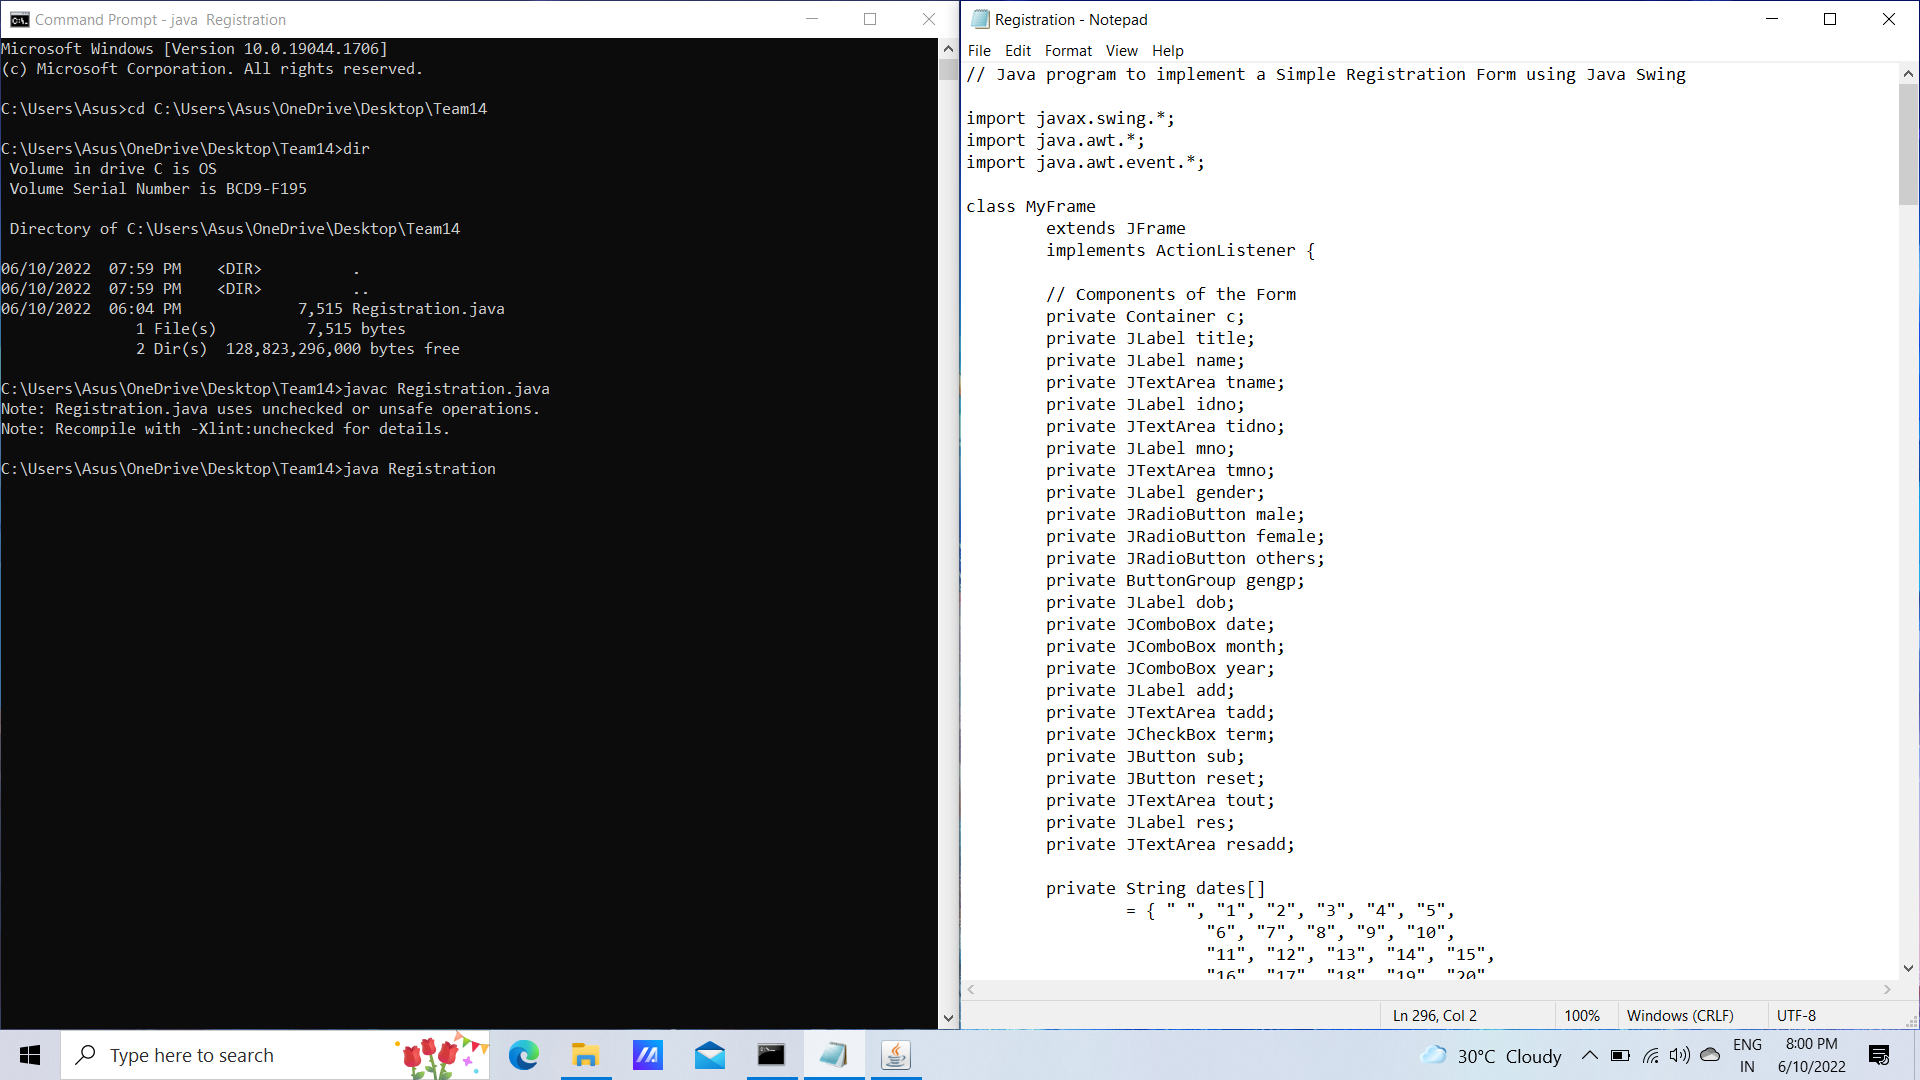 Command Prompt - java  Registration
Microsoft Windows [Version 10.0.19044.1706]
(c) Microsoft Corporation. All rights reserved.
C:\Users\Asus>cd C:\Users\Asus\OneDrive\Desktop\Team14
C:\Users\Asus\OneDrive\Desktop\Team14>dir
 Volume in drive C is OS
 Volume Serial Number is BCD9-F195
 Directory of C:\Users\Asus\OneDrive\Desktop\Team14
06/10/2022  07:59 PM    <DIR>          .
06/10/2022  07:59 PM    <DIR>          ..
06/10/2022  06:04 PM             7,515 Registration.java
               1 File(s)          7,515 bytes
               2 Dir(s)  128,823,296,000 bytes free
C:\Users\Asus\OneDrive\Desktop\Team14>javac Registration.java
Note: Registration.java uses unchecked or unsafe operations.
Note: Recompile with -Xlint:unchecked for details.
C:\Users\Asus\OneDrive\Desktop\Team14>java Registration
Registration - Notepad
File Edit Format View Help
// Java program to implement a Simple Registration Form using Java Swing
import javax.swing.*;
import java.awt.*;
import java.awt.event.*;
class MyFrame
        extends JFrame
        implements ActionListener {
        // Components of the Form
        private Container c;
        private JLabel title;
        private JLabel name;
        private JTextArea tname;
        private JLabel idno;
        private JTextArea tidno;
        private JLabel mno;
        private JTextArea tmno;
        private JLabel gender;
        private JRadioButton male;
        private JRadioButton female;
        private JRadioButton others;
        private ButtonGroup gengp;
        private JLabel dob;
        private JComboBox date;
        private JComboBox month;
        private JComboBox year;
        private JLabel add;
        private JTextArea tadd;
        private JCheckBox term;
        private JButton sub;
        private JButton reset;
        private JTextArea tout;
        private JLabel res;
        private JTextArea resadd;
        private String dates[]
                = { " ", "1", "2", "3", "4", "5",
                        "6", "7", "8", "9", "10",
                        "11", "12", "13", "14", "15",
                        "16", "17", "18", "19", "20"
Ln 296, Col 2
100%
Windows (CRLF)
UTF-8
Type here to search
30°C Cloudy
ENG
IN
8:00 PM
6/10/2022